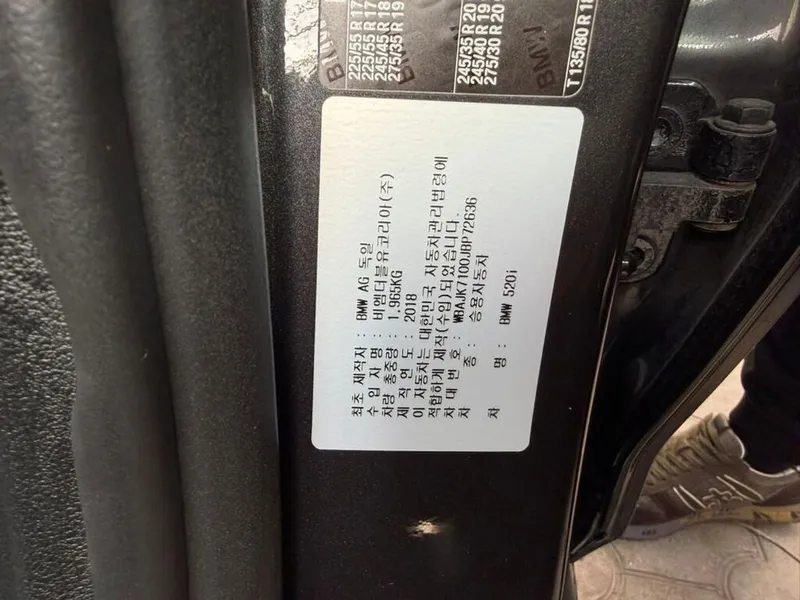 225/55 R 17
225/55 R 17
245/45 R 18
275/35 R 19
245/35 R 20
245/40 R 19
275/30 R 20
T 135/80 R 18
BMW
BMW
BMW
최초 제작자 : BMW AG 독일
수 입 자 명 : 비엠더블유코리아(주)
차량 총중량 : 1.965KG
제 작 연 도 : 2018
이 자동차는 대한민국 자동차관리법령에
적합하게 제작(수입)되었습니다.
차 대 번 호 : WBAJK7100JBP72636
차 종 : 승용자동차
차 명 : BMW 520i